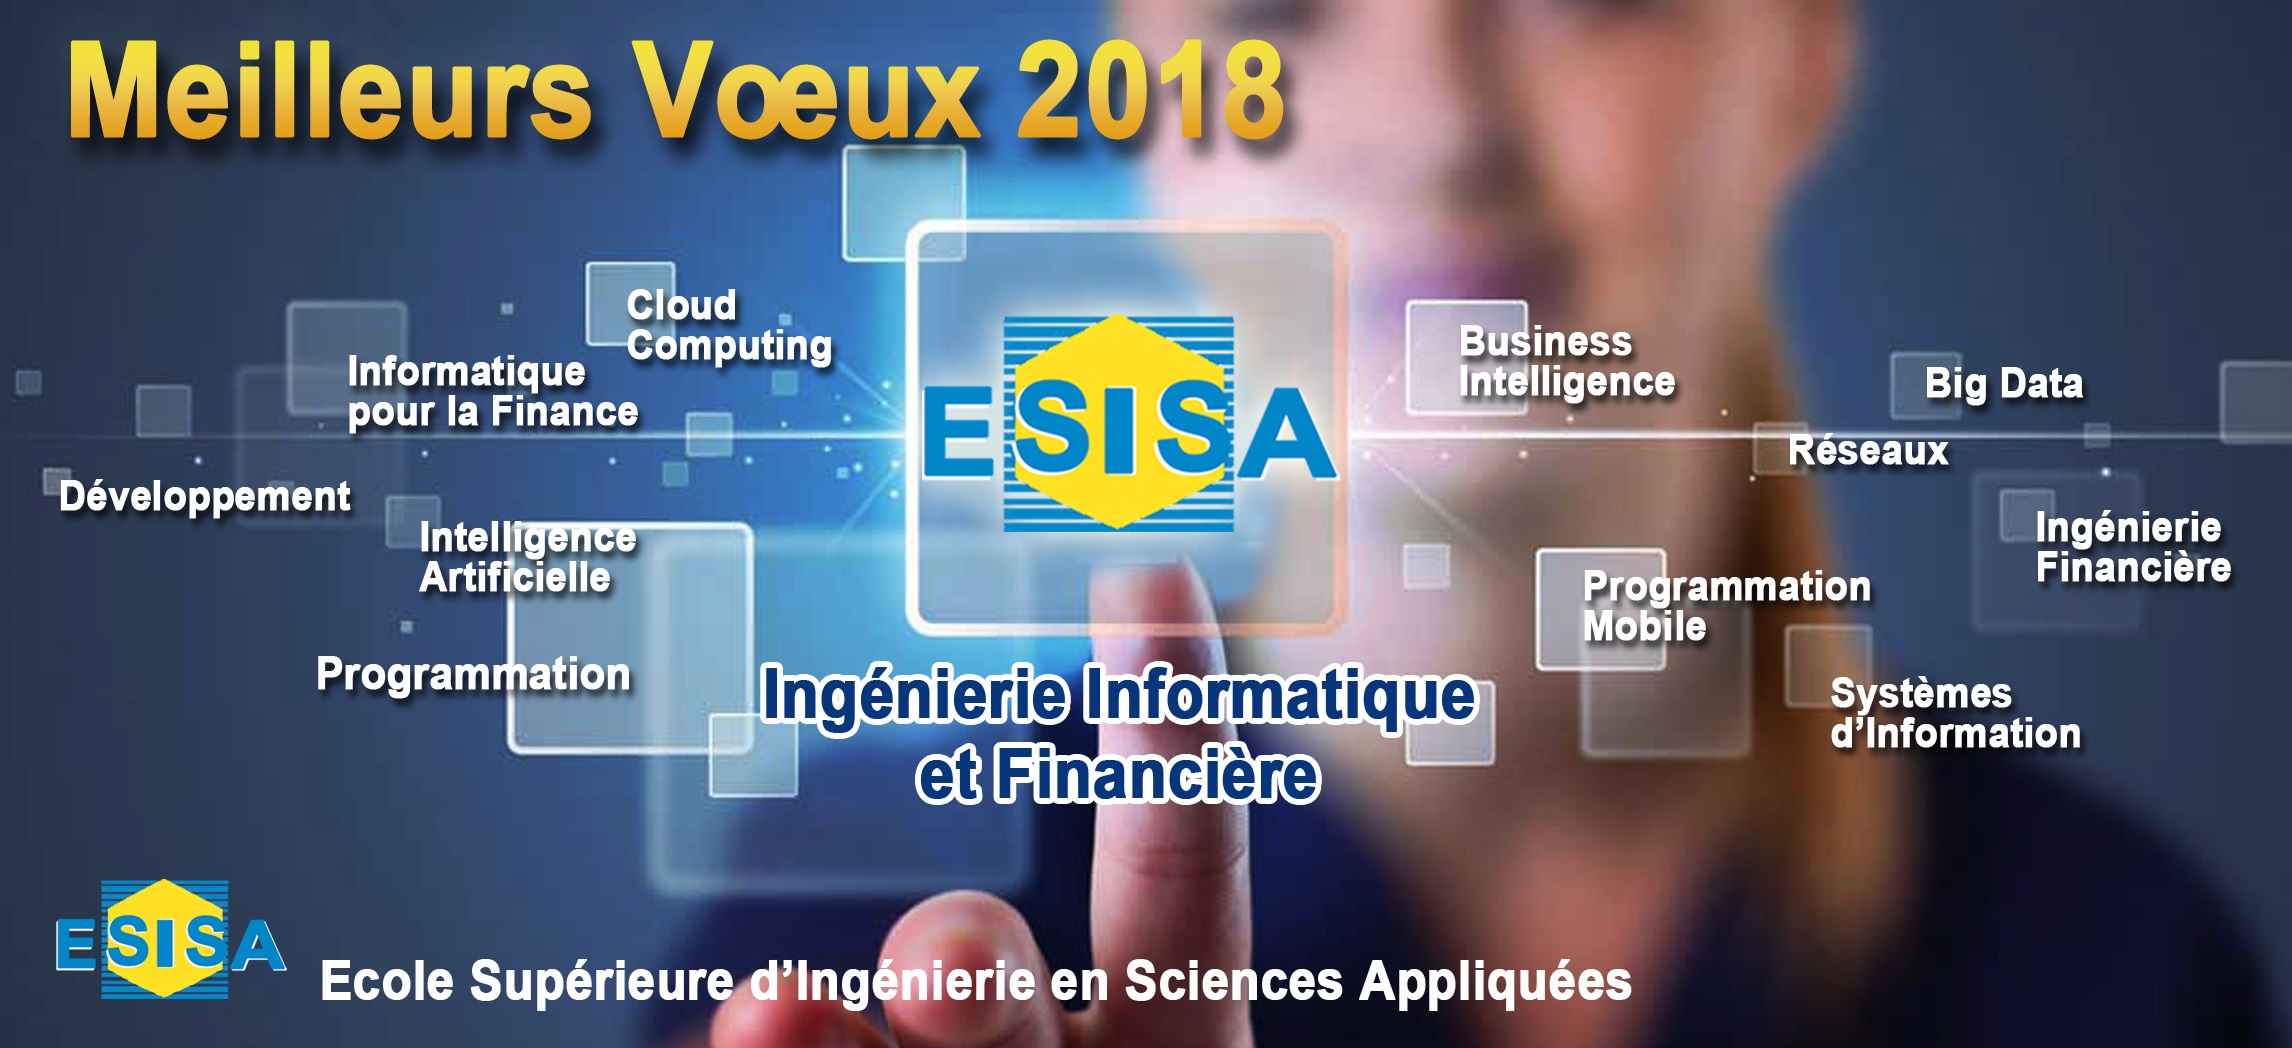 Meilleurs Vœux 2018
Cloud
Computing
Informatique
pour la Finance
Développement
Intelligence
Artificielle
Programmation
ESISA
Business
Intelligence
Big Data
Réseaux
Ingénierie
Financière
Programmation
Mobile
Systèmes
d’Information
Ingénierie Informatique
et Financière
ESISA
Ecole Supérieure d’Ingénierie en Sciences Appliquées